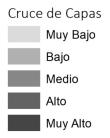 Cruce de Capas
Muy Bajo
Bajo
Medio
Alto
Muy Alto